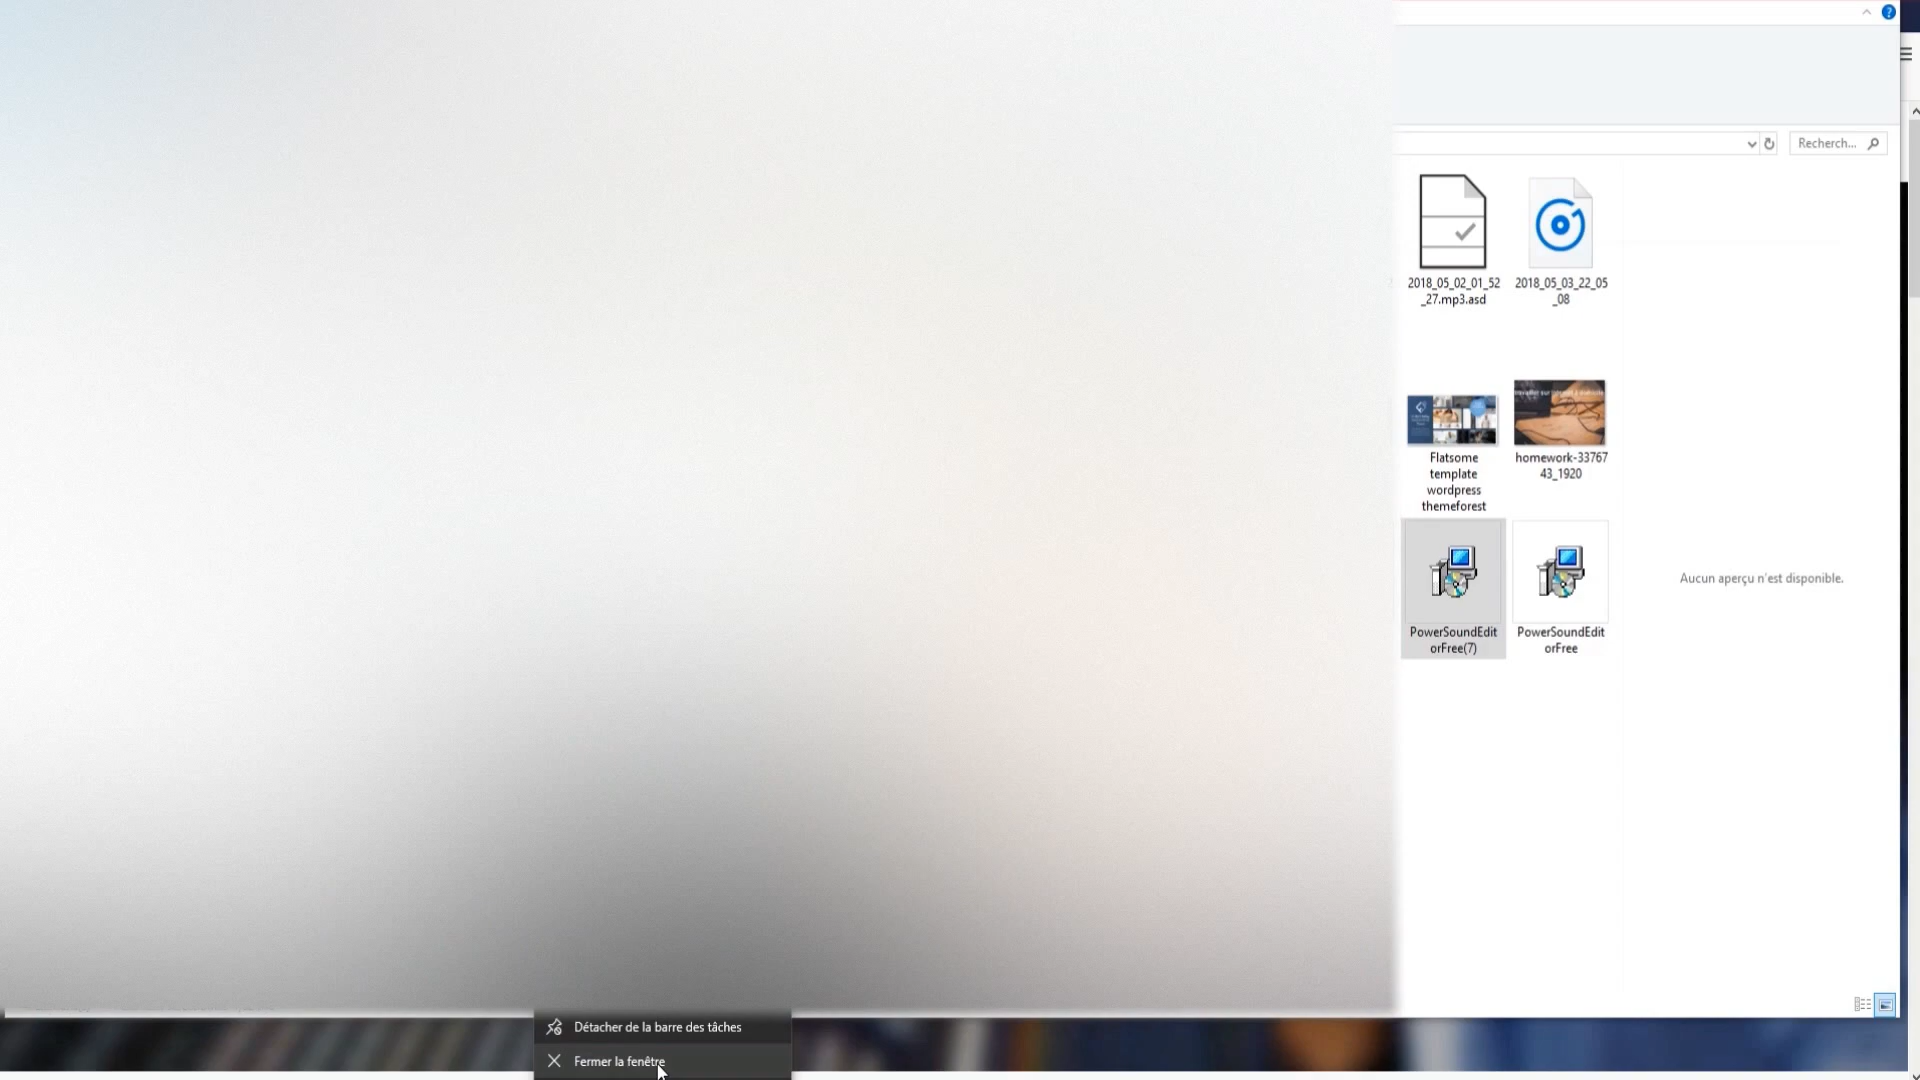 ?
Recherch...
2018_05_02_01_52
_27.mp3.asd
2018_05_03_22_05
_08
Flatsome
template
wordpress
themeforest
homework-33767
43_1920
PowerSoundEdit
orFree(7)
PowerSoundEdit
orFree
Aucun aperçu n'est disponible.
Détacher de la barre des tâches
Fermer la fenêtre